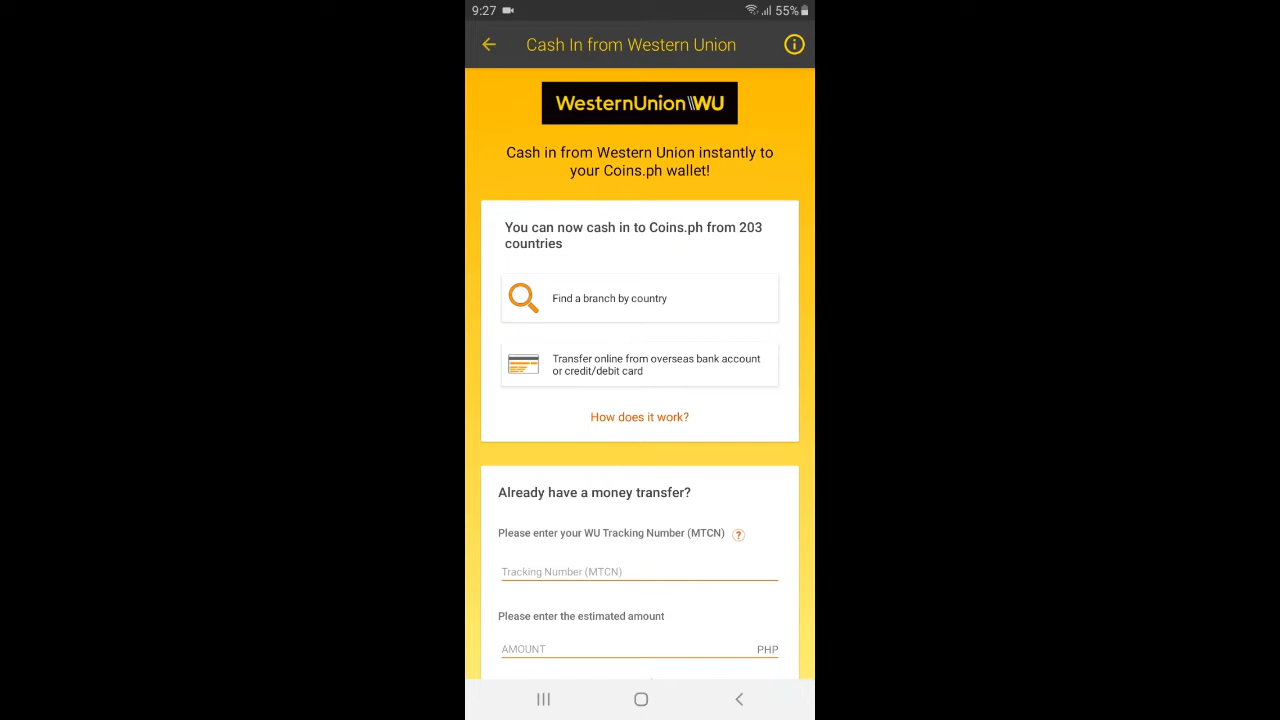 9:27 55%
Cash In from Western Union
WesternUnion WU
Cash in from Western Union instantly to
your Coins.ph wallet!
You can now cash in to Coins.ph from 203
countries
Find a branch by country
Transfer online from overseas bank account
or credit/debit card
How does it work?
Already have a money transfer?
Please enter your WU Tracking Number (MTCN) ?
Tracking Number (MTCN)
Please enter the estimated amount
AMOUNT PHP